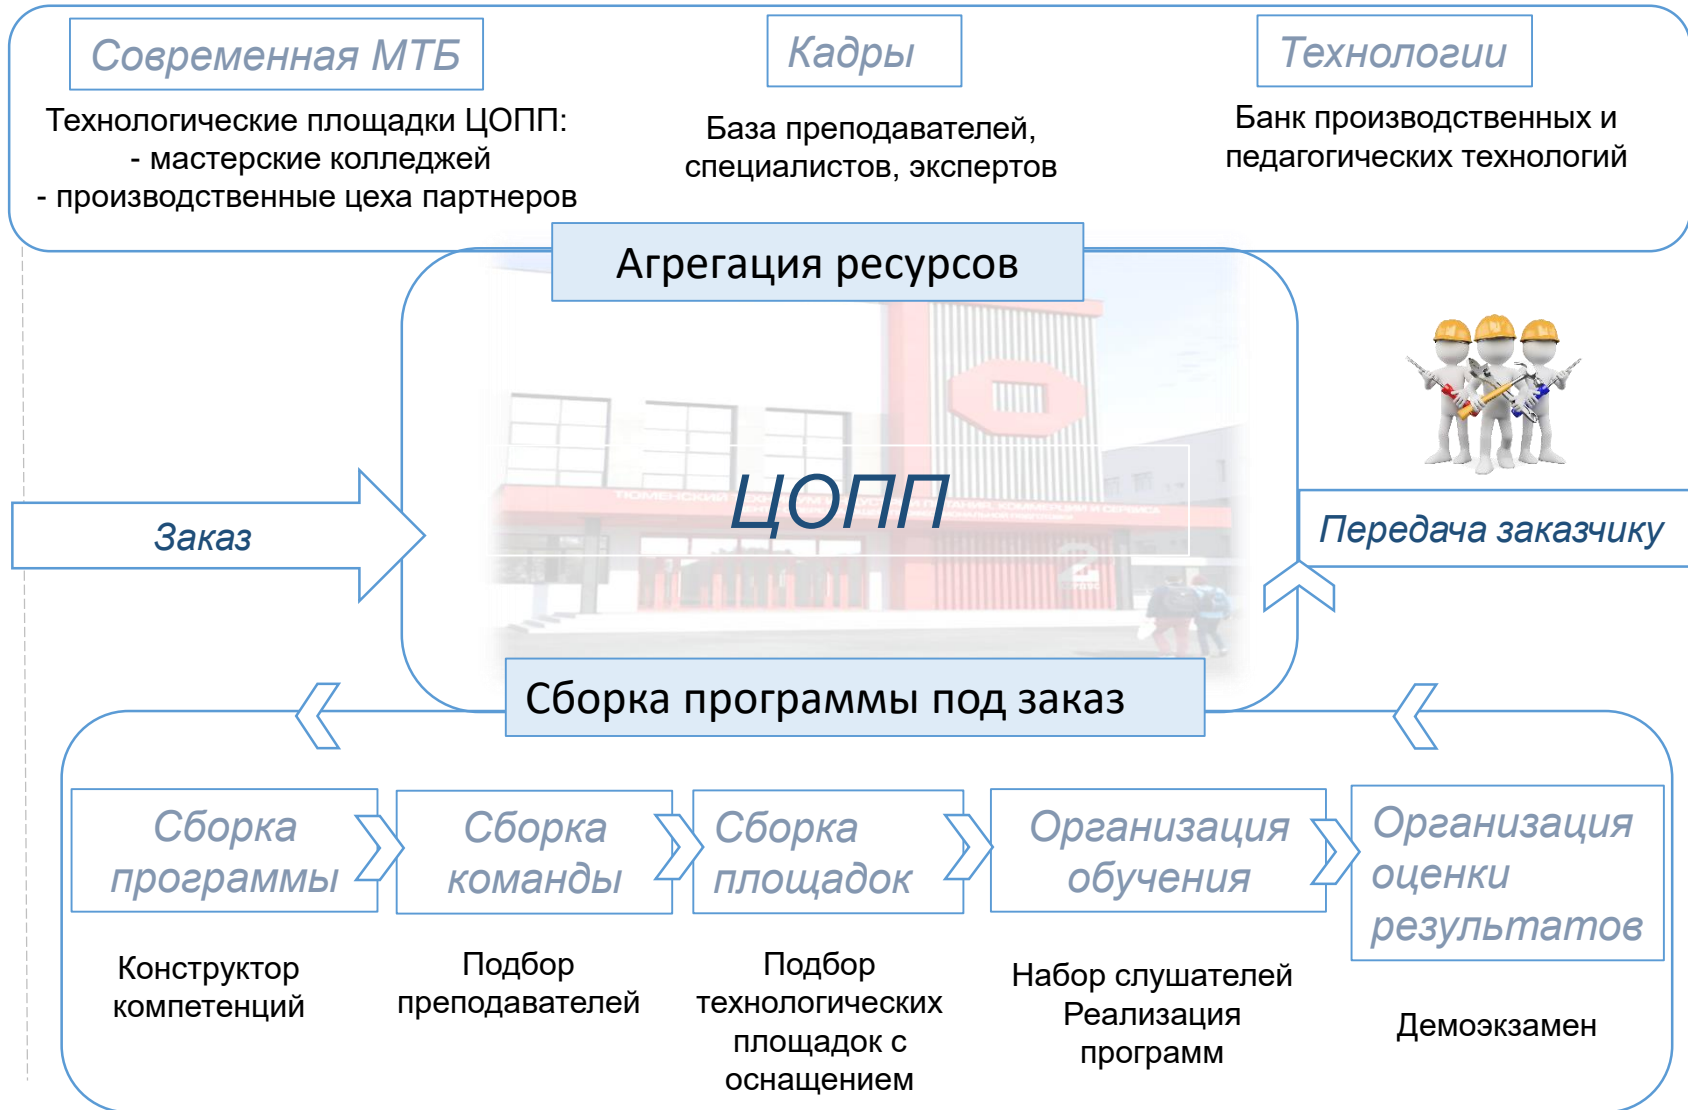 Современная МТБ
Технологические площадки ЦОПП:
- мастерские колледжей
- производственные цеха партнеров
Кадры
База преподавателей,
специалистов, экспертов
Технологии
Банк производственных и
педагогических технологий
Агрегация ресурсов
ЦОПП
Заказ
Передача заказчику
Сборка программы под заказ
Сборка
программы
Конструктор
компетенций
Сборка
команды
Подбор
преподавателей
Сборка
площадок
Подбор
технологических
площадок с
оснащением
Организация
обучения
Набор слушателей
Реализация
программ
Организация
оценки
результатов
Демоэкзамен